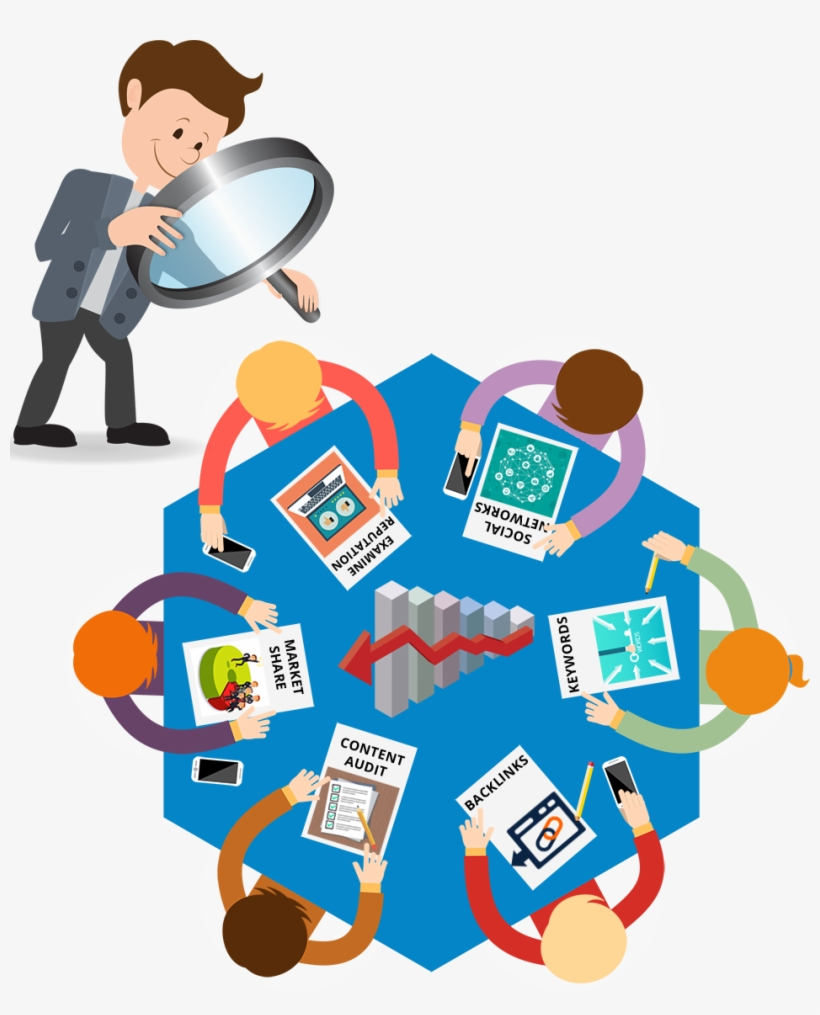 EXAMINE
REPUTATION
SOCIAL
NETWORKS
MARKET
SHARE
KEYWORDS
CONTENT
AUDIT
BACKLINKS